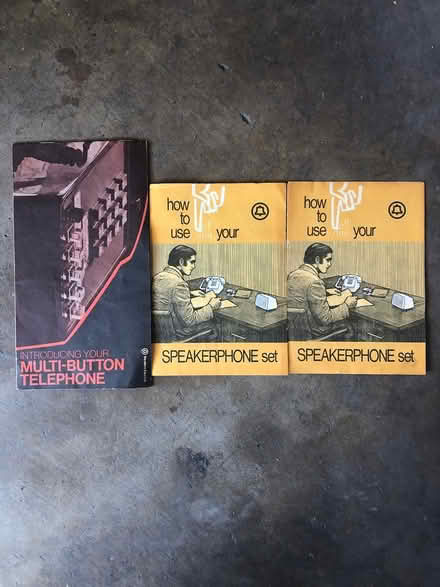 INTRODUCING YOUR
MULTI-BUTTON
TELEPHONE
how
to
use your
SPEAKERPHONE set
how
to
use your
SPEAKERPHONE set